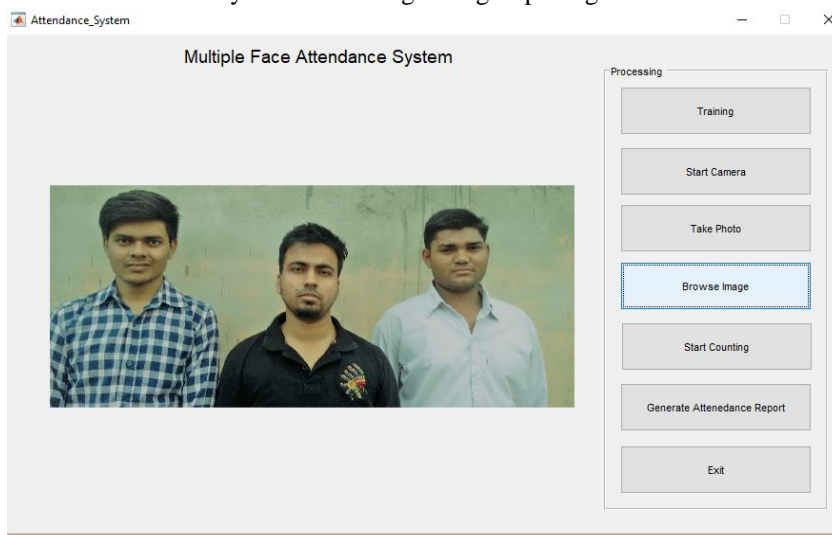 Attendance_System
Multiple Face Attendance System
Processing
Training
Start Camera
Take Photo
Browse Image
Start Counting
Generate Attenedance Report
Exit